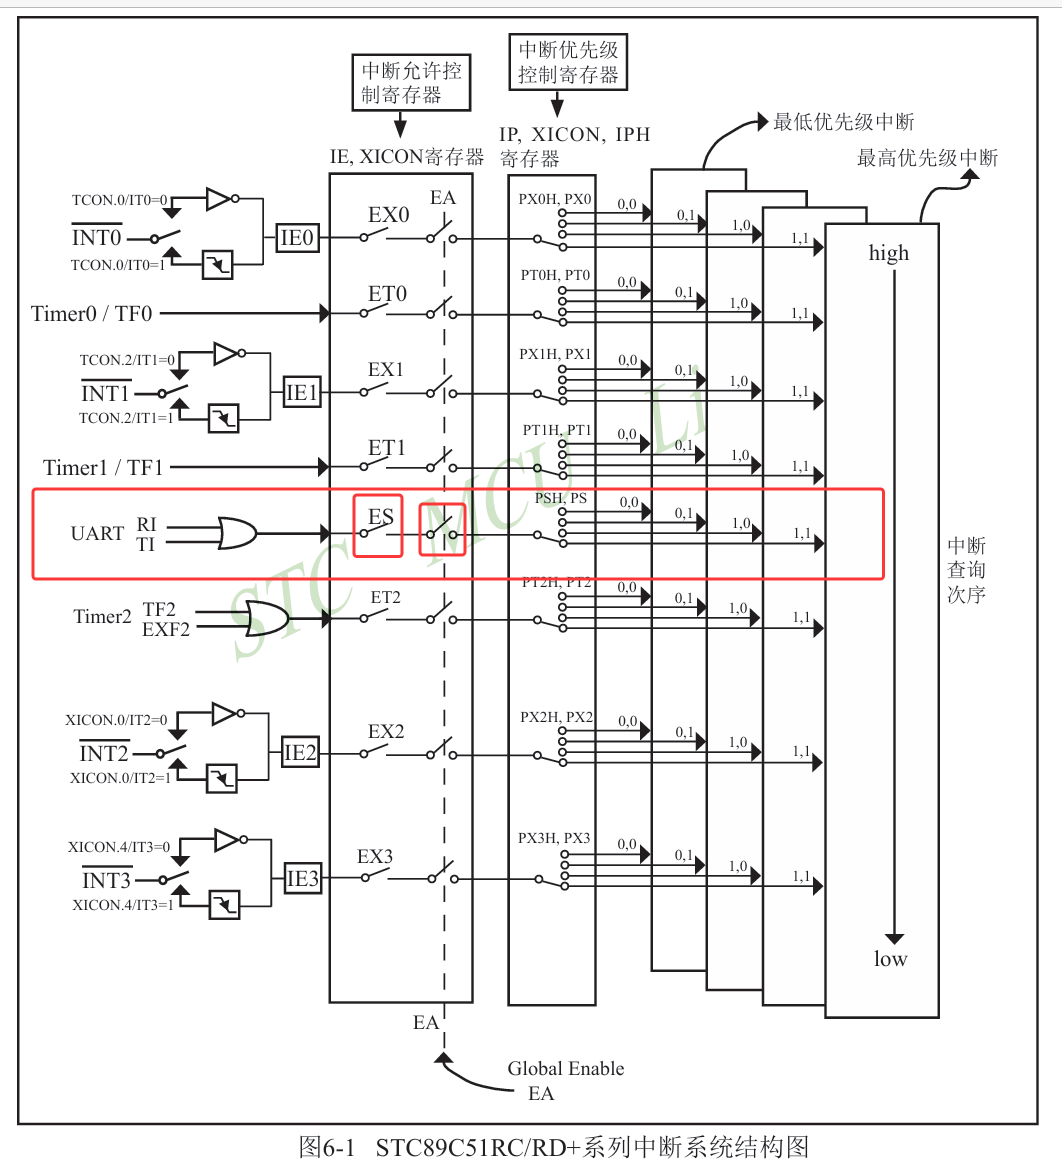 中断允许控
制寄存器
中断优先级
控制寄存器
IE, XICON寄存器
IP, XICON, IPH
寄存器
最低优先级中断
最高优先级中断
TCON.0/IT0=0
INT0
TCON.0/IT0=1
IE0
EX0
EA
PX0H, PX0
0,0
0,1
1,0
1,1
high
Timer0 / TF0
ET0
PT0H, PT0
0,0
0,1
1,0
1,1
TCON.2/IT1=0
INT1
TCON.2/IT1=1
IE1
EX1
PX1H, PX1
0,0
0,1
1,0
1,1
Timer1 / TF1
ET1
PT1H, PT1
0,0
0,1
1,0
1,1
UART
RI
TI
ES
PSH, PS
0,0
0,1
1,0
1,1
中断
查询
次序
Timer2
TF2
EXF2
ET2
PT2H, PT2
0,0
0,1
1,0
1,1
XICON.0/IT2=0
INT2
XICON.0/IT2=1
IE2
EX2
PX2H, PX2
0,0
0,1
1,0
1,1
XICON.4/IT3=0
INT3
XICON.4/IT3=1
IE3
EX3
PX3H, PX3
0,0
0,1
1,0
1,1
low
EA
Global Enable
EA
STC MCU Li
图6-1 STC89C51RC/RD+系列中断系统结构图